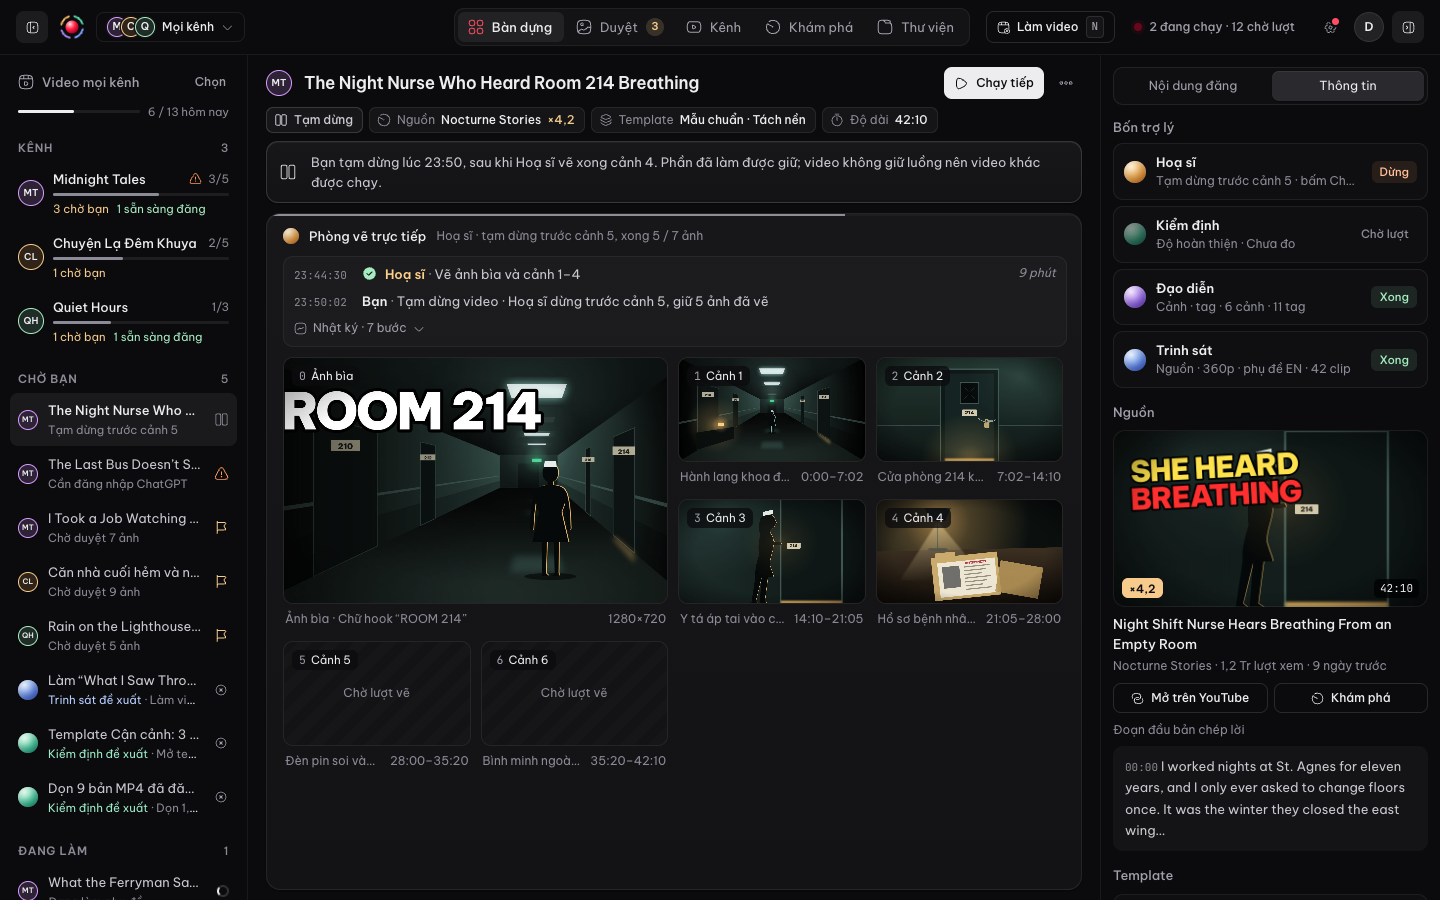 M C Q Mọi kênh
Bàn dựng
Duyệt 3
Kênh
Khám phá
Thư viện
Làm video N
2 đang chạy · 12 chờ lượt
D
Video mọi kênh Chọn
6 / 13 hôm nay
KÊNH 3
MT Midnight Tales 3/5
3 chờ bạn 1 sẵn sàng đăng
CL Chuyện Lạ Đêm Khuya 2/5
1 chờ bạn
QH Quiet Hours 1/3
1 chờ bạn 1 sẵn sàng đăng
CHỜ BẠN 5
MT The Night Nurse Who ...
Tạm dừng trước cảnh 5
MT The Last Bus Doesn’t S...
Cần đăng nhập ChatGPT
MT I Took a Job Watching ...
Chờ duyệt 7 ảnh
CL Căn nhà cuối hẻm và n...
Chờ duyệt 9 ảnh
QH Rain on the Lighthouse...
Chờ duyệt 5 ảnh
Làm “What I Saw Thro...
Trinh sát đề xuất · Làm vi...
Template Cận cảnh: 3 ...
Kiểm định đề xuất · Mở te...
Dọn 9 bản MP4 đã đă...
Kiểm định đề xuất · Dọn 1,...
ĐANG LÀM 1
MT What the Ferryman Sa...
MT The Night Nurse Who Heard Room 214 Breathing
Chạy tiếp
Tạm dừng
Nguồn Nocturne Stories ×4,2
Template Mẫu chuẩn · Tách nền
Độ dài 42:10
Bạn tạm dừng lúc 23:50, sau khi Hoạ sĩ vẽ xong cảnh 4. Phần đã làm được giữ; video không giữ luồng nên video khác
được chạy.
Phòng vẽ trực tiếp Hoạ sĩ · tạm dừng trước cảnh 5, xong 5 / 7 ảnh
23:44:30 Hoạ sĩ · Vẽ ảnh bìa và cảnh 1–4 9 phút
23:50:02 Bạn · Tạm dừng video · Hoạ sĩ dừng trước cảnh 5, giữ 5 ảnh đã vẽ
Nhật ký · 7 bước
0 Ảnh bìa
ROOM 214
210
214
Ảnh bìa · Chữ hook “ROOM 214” 1280×720
1 Cảnh 1
Hành lang khoa đ... 0:00–7:02
2 Cảnh 2
214
Cửa phòng 214 k... 7:02–14:10
3 Cảnh 3
214
Y tá áp tai vào c... 14:10–21:05
4 Cảnh 4
Hồ sơ bệnh nhâ... 21:05–28:00
5 Cảnh 5
Chờ lượt vẽ
Đèn pin soi và... 28:00–35:20
6 Cảnh 6
Chờ lượt vẽ
Bình minh ngoà... 35:20–42:10
Nội dung đăng
Thông tin
Bốn trợ lý
Hoạ sĩ
Tạm dừng trước cảnh 5 · bấm Ch...
Dừng
Kiểm định
Độ hoàn thiện · Chưa đo
Chờ lượt
Đạo diễn
Cảnh · tag · 6 cảnh · 11 tag
Xong
Trinh sát
Nguồn · 360p · phụ đề EN · 42 clip
Xong
Nguồn
SHE HEARD
BREATHING
214
×4,2
42:10
Night Shift Nurse Hears Breathing From an
Empty Room
Nocturne Stories · 1,2 Tr lượt xem · 9 ngày trước
Mở trên YouTube
Khám phá
Đoạn đầu bản chép lời
00:00 I worked nights at St. Agnes for eleven
years, and I only ever asked to change floors
once. It was the winter they closed the east
wing...
Template